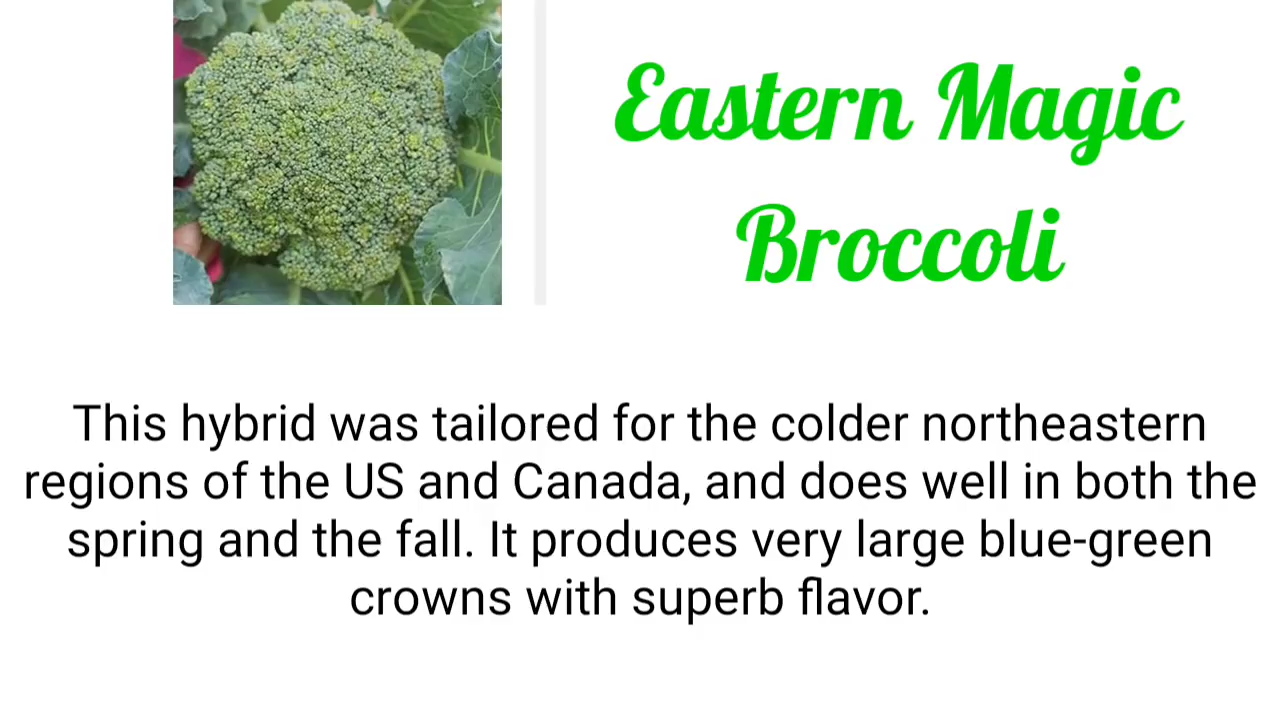 Eastern Magic
Broccoli
This hybrid was tailored for the colder northeastern
regions of the US and Canada, and does well in both the
spring and the fall. It produces very large blue-green
crowns with superb flavor.